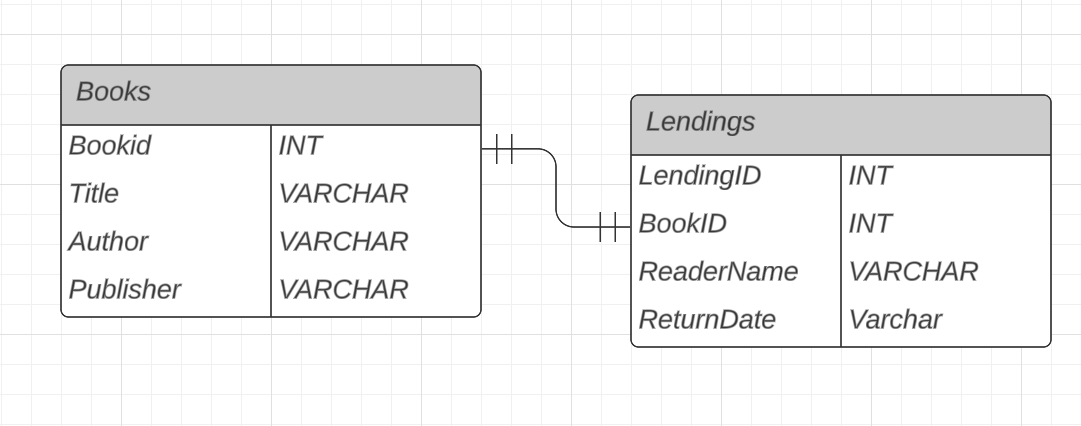 Books
Bookid INT
Title VARCHAR
Author VARCHAR
Publisher VARCHAR
Lendings
LendingID INT
BookID INT
ReaderName VARCHAR
ReturnDate Varchar